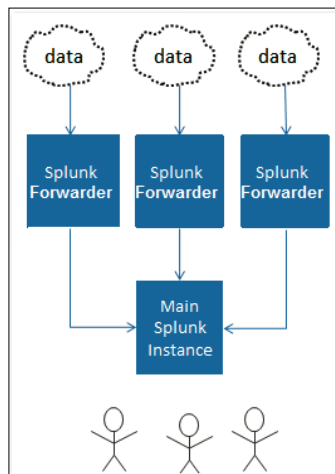 data
data
data
Splunk
Forwarder
Splunk
Forwarder
Splunk
Forwarder
Main
Splunk
Instance